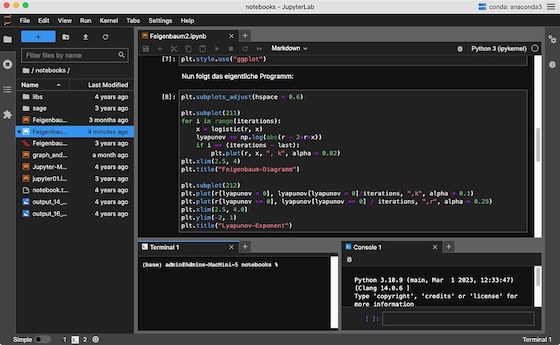 notebooks - JupyterLab
conda: anaconda3
File Edit View Run Kernel Tabs Settings Help
Filter files by name
/ notebooks /
Name Last Modified
libs 4 years ago
sage 3 years ago
Feigenbau... 3 months ago
Feigenbau... 4 minutes ago
Feigenbau... 3 years ago
graph_and... a month ago
Jupyter-M... 4 years ago
jupyter01.i... 3 years ago
notebook.t... 4 years ago
output_14_... 4 years ago
output_16_... 4 years ago
Feigenbaum2.ipynb
Markdown
Python 3 (ipykernel)
[7]: plt.style.use("ggplot")
Nun folgt das eigentliche Programm:
[8]: plt.subplots_adjust(hspace = 0.6)
plt.subplot(211)
for i in range(iterations):
x = logistic(r, x)
lyapunov += np.log(abs(r - 2*r*x))
if i >= (iterations - last):
plt.plot(r, x, ", k", alpha = 0.02)
plt.xlim(2.5, 4)
plt.title("Feigenbaum-Diagramm")
plt.subplot(212)
plt.plot(r[lyapunov < 0], lyapunov[lyapunov < 0]/iterations, ",k", alpha = 0.1)
plt.plot(r[lyapunov >= 0], lyapunov[lyapunov >= 0] / iterations, ",r", alpha = 0.25)
plt.xlim(2.5, 4.0)
plt.ylim(-2, 1)
plt.title("Lyapunov-Exponent")
Terminal 1
(base) admin@Admins-MacMini-5 notebooks %
Console 1
Python 3.10.9 (main, Mar 1 2023, 12:33:47)
[Clang 14.0.6 ]
Type 'copyright', 'credits' or 'license' for
more information
[ ]:
Simple 1 2
Terminal 1